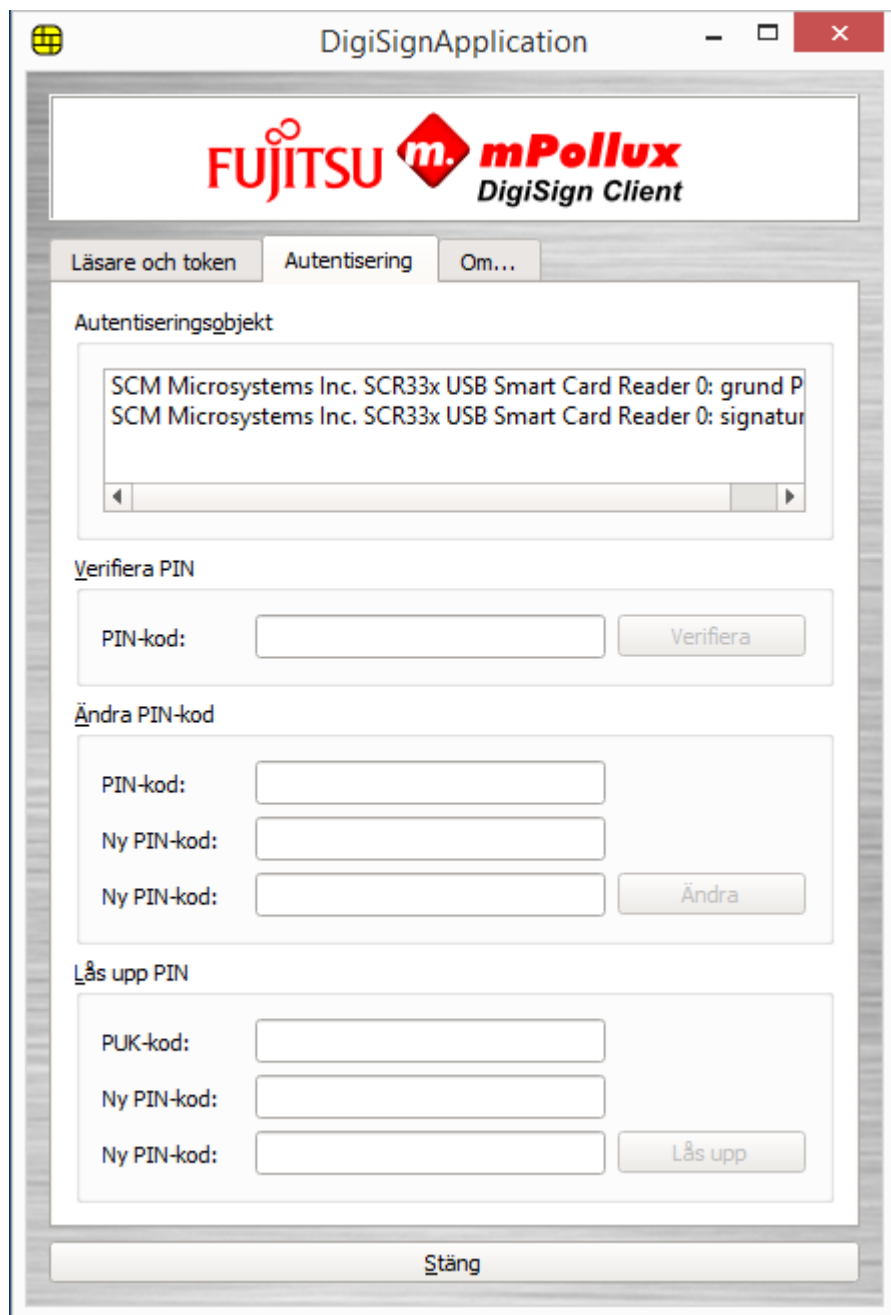 DigiSignApplication
FUJITSU m. mPollux
DigiSign Client
Läsare och token Autentisering Om...
Autentiseringsobjekt
SCM Microsystems Inc. SCR33x USB Smart Card Reader 0: grund P
SCM Microsystems Inc. SCR33x USB Smart Card Reader 0: signatur
Verifiera PIN
PIN-kod: Verifiera
Ändra PIN-kod
PIN-kod:
Ny PIN-kod:
Ny PIN-kod: Ändra
Lås upp PIN
PUK-kod:
Ny PIN-kod:
Ny PIN-kod: Lås upp
Stäng